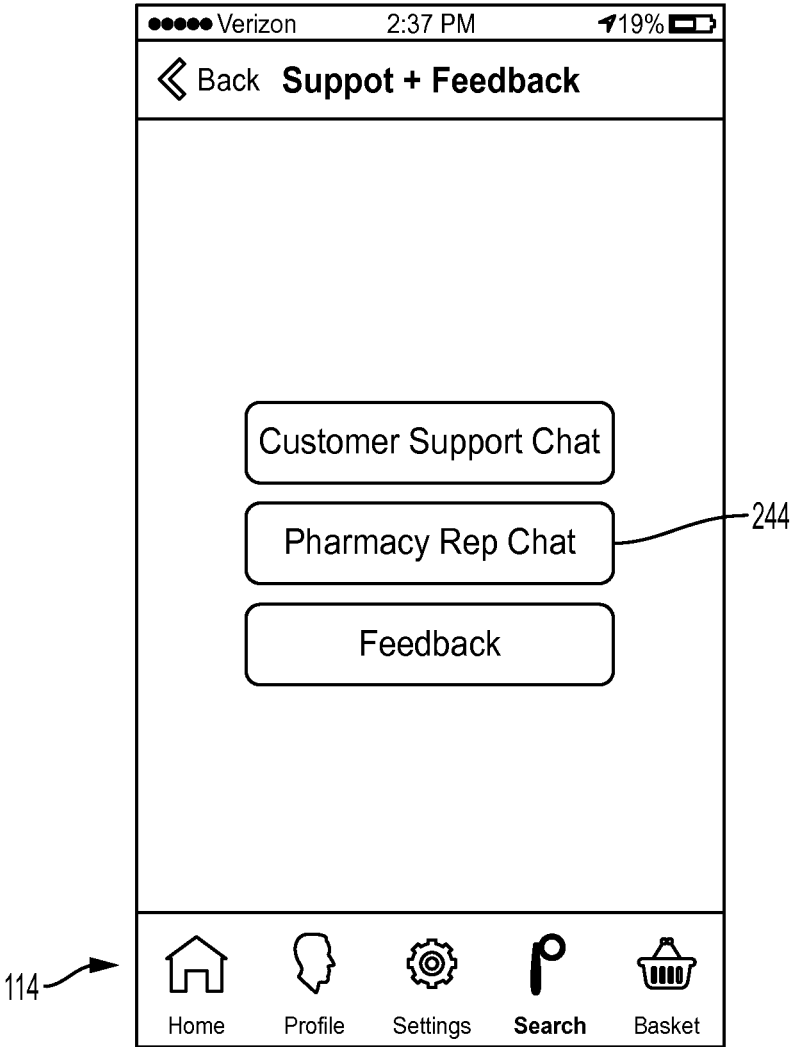 Verizon 2:37 PM 19%
Back Suppot + Feedback
Customer Support Chat
Pharmacy Rep Chat
244
Feedback
114
Home Profile Settings Search Basket